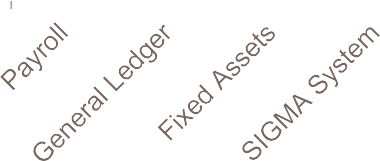 Payroll
General Ledger
Fixed Assets
SIGMA System